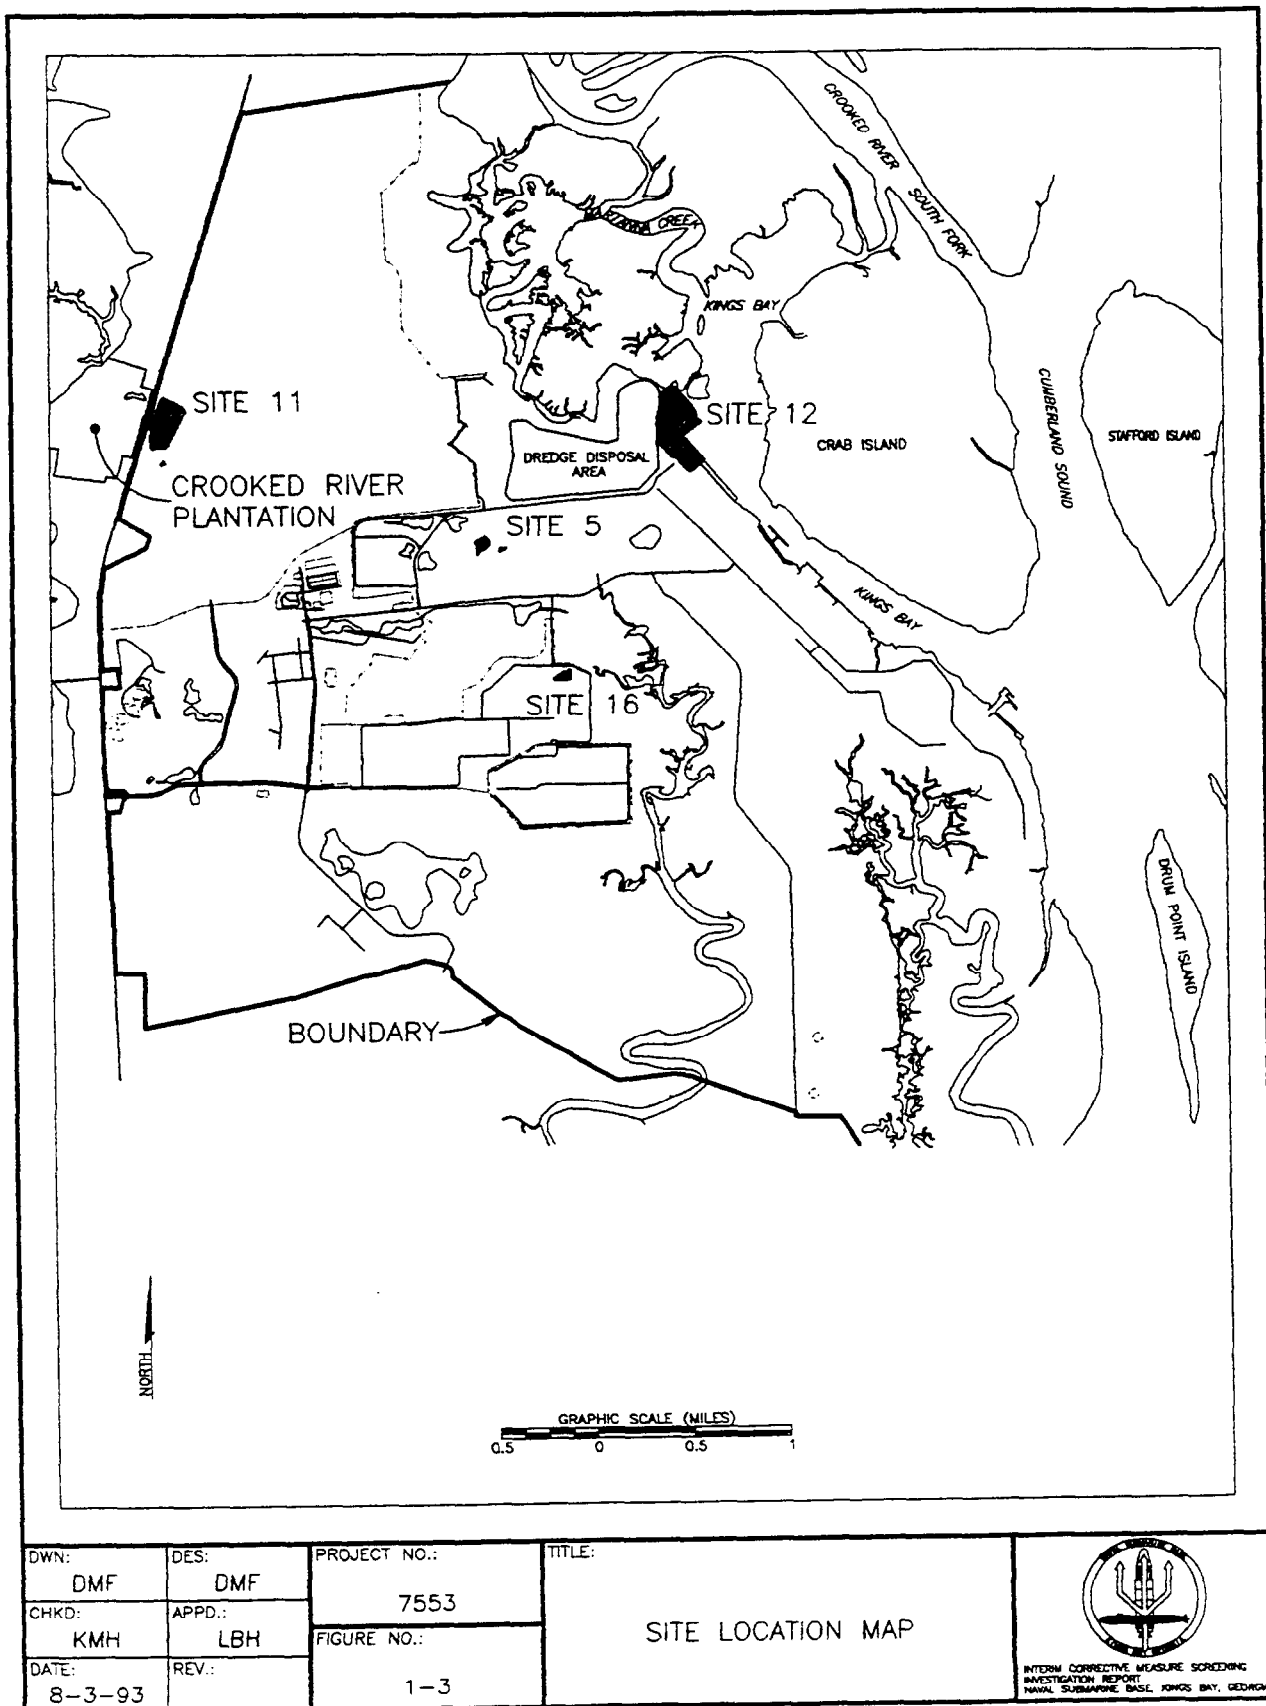 CROOKED RIVER SOUTH FORK
MARIANNA CREEK
KINGS BAY
CUMBERLAND SOUND
SITE 11
SITE 12
STAFFORD ISLAND
CRAB ISLAND
DREDGE DISPOSAL
AREA
CROOKED RIVER
PLANTATION
SITE 5
KINGS BAY
SITE 16
DRUM POINT ISLAND
BOUNDARY
NORTH
GRAPHIC SCALE (MILES)
0.5 0 0.5 1
DWN:
DMF
DES:
DMF
CHKD:
KMH
APPD.:
LBH
DATE:
8-3-93
REV.:
PROJECT NO.:
7553
FIGURE NO.:
1-3
TITLE:
SITE LOCATION MAP
INTERIM CORRECTIVE MEASURE SCREENING
INVESTIGATION REPORT
NAVAL SUBMARINE BASE, KINGS BAY, GEORGIA